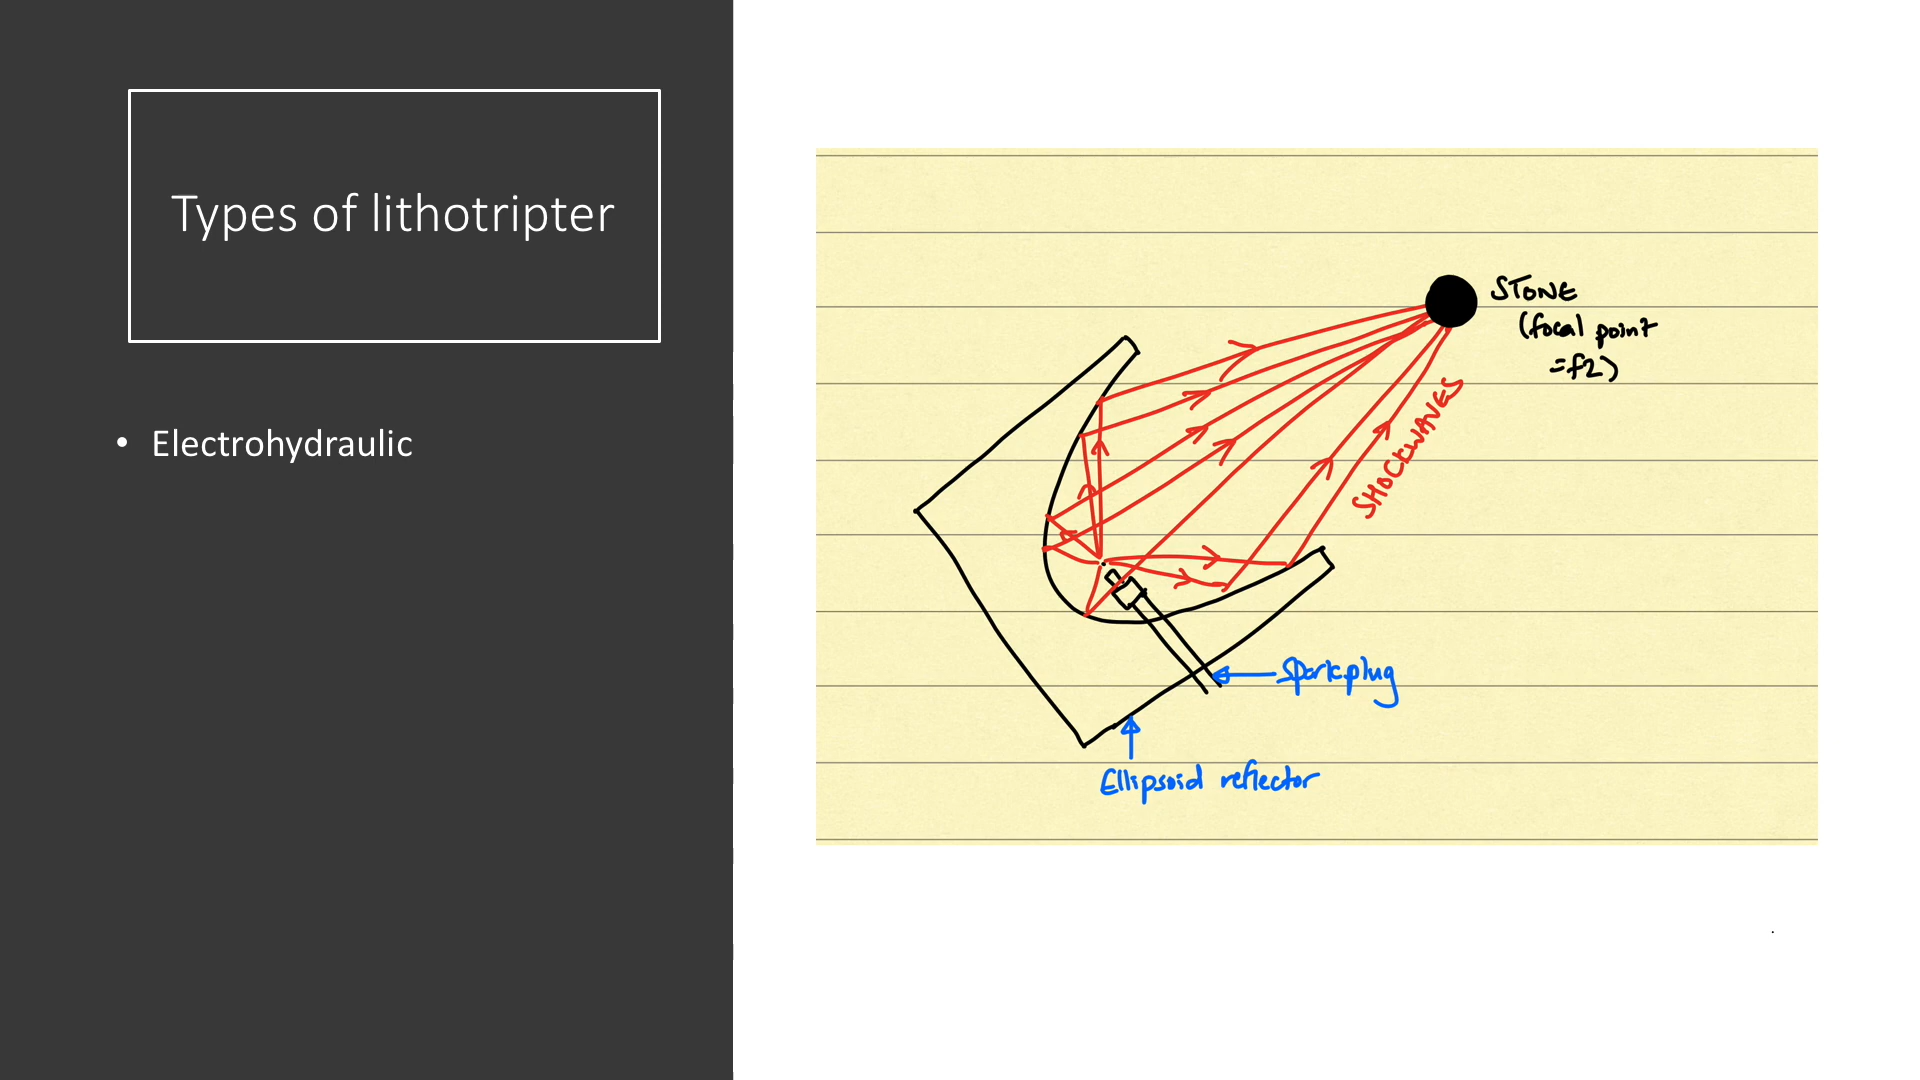 Types of lithotripter
• Electrohydraulic
STONE
(focal point
=f2)
SHOCKWAVES
Sparkplug
Ellipsoid reflector